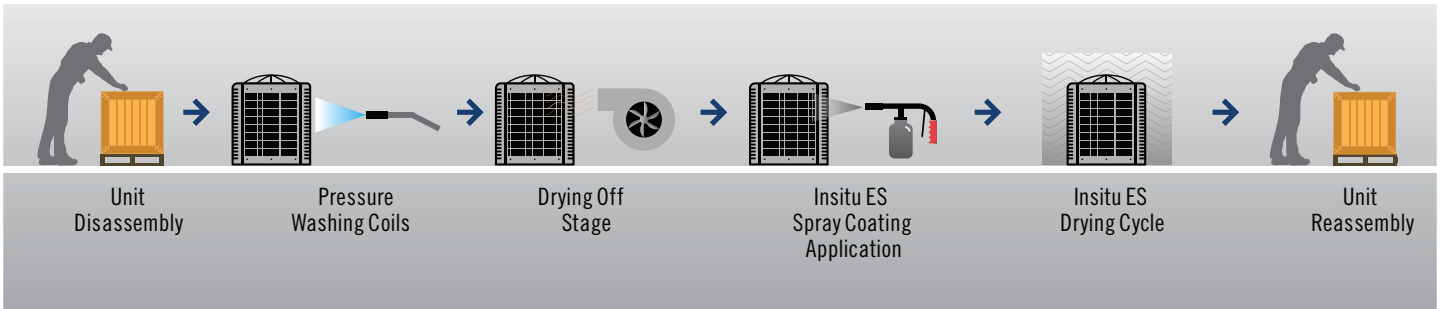 Unit
Disassembly
Pressure
Washing Coils
Drying Off
Stage
Insitu ES
Spray Coating
Application
Insitu ES
Drying Cycle
Unit
Reassembly